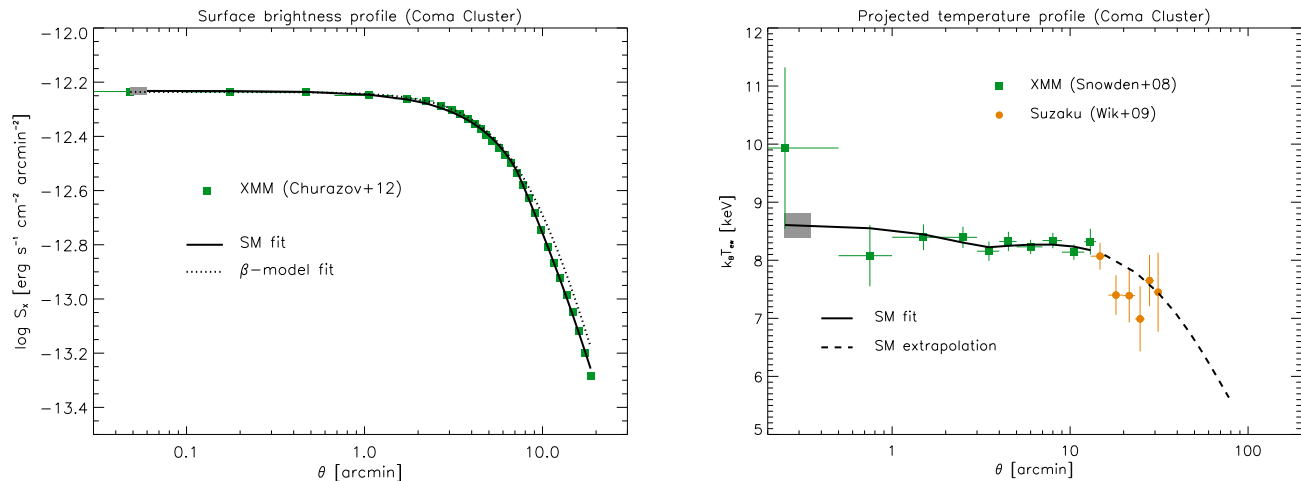 Surface brightness profile (Coma Cluster)
−12.0
−12.2
−12.4
−12.6
−12.8
−13.0
−13.2
−13.4
log Sₓ [erg s⁻¹ cm⁻² arcmin⁻²]
XMM (Churazov+12)
SM fit
β−model fit
0.1
1.0
10.0
θ [arcmin]
Projected temperature profile (Coma Cluster)
12
11
10
9
8
7
6
5
k_BT_ew [keV]
XMM (Snowden+08)
Suzaku (Wik+09)
SM fit
SM extrapolation
1
10
100
θ [arcmin]